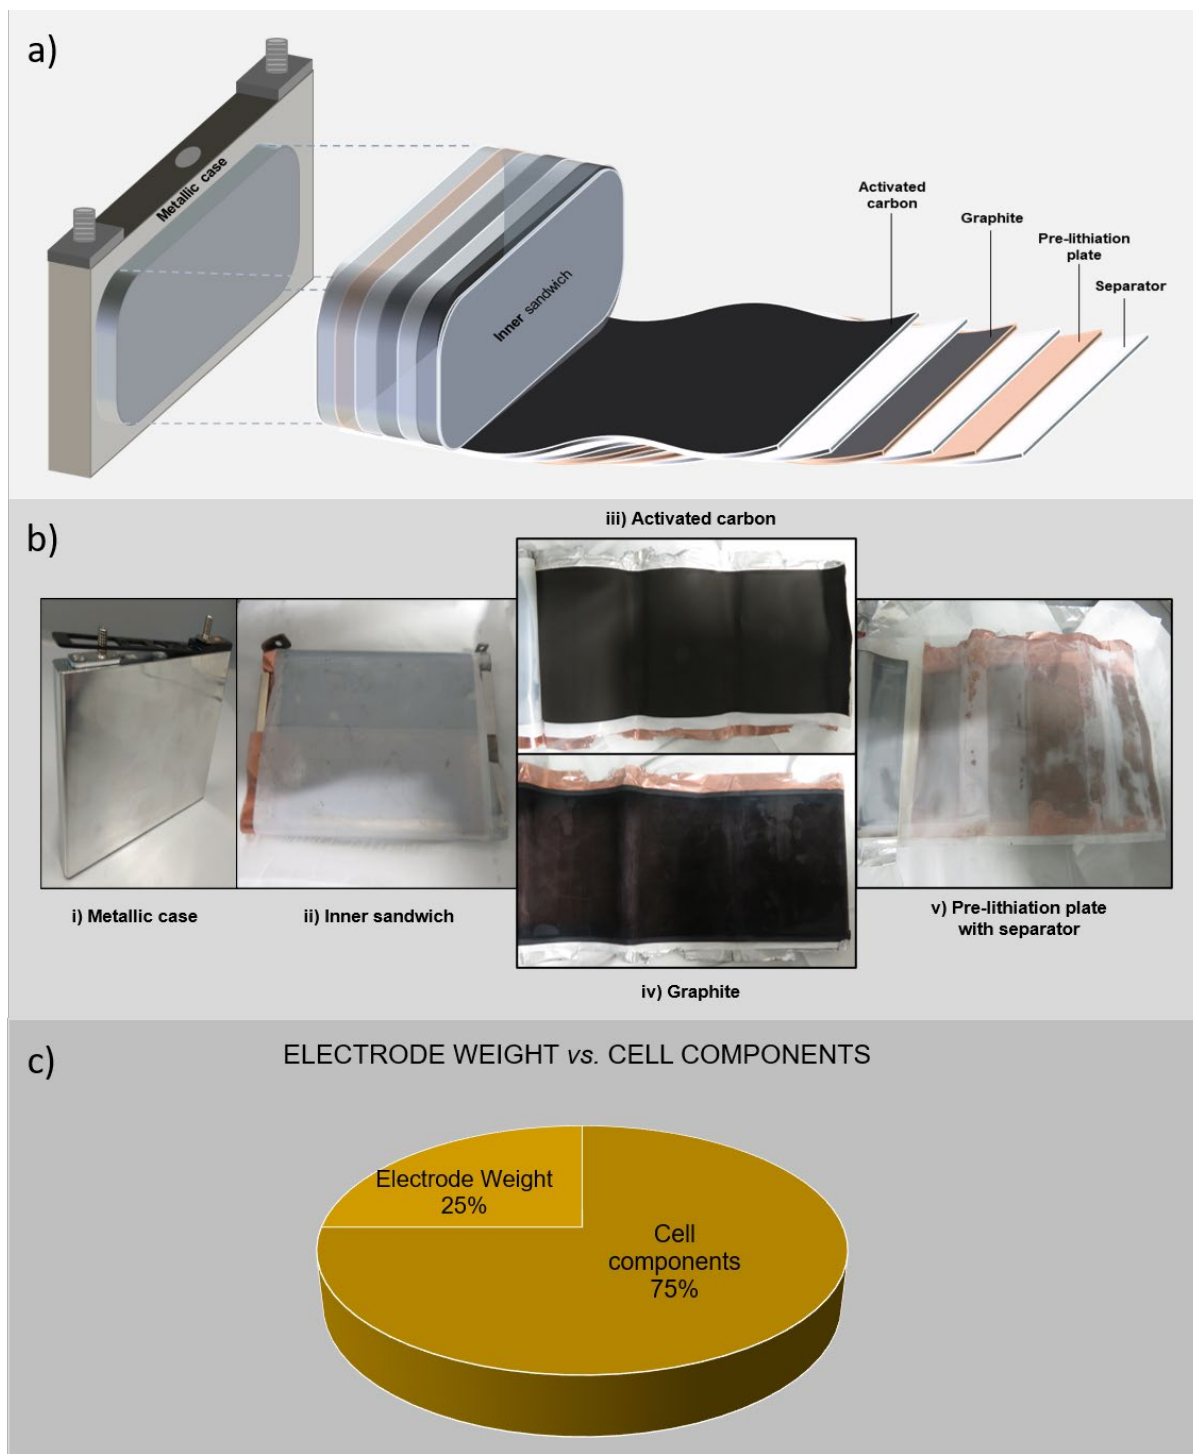 a)
Metallic case
Inner sandwich
Activated
carbon
Graphite
Pre-lithiation
plate
Separator
b)
iii) Activated carbon
i) Metallic case
ii) Inner sandwich
iv) Graphite
v) Pre-lithiation plate
with separator
c)
ELECTRODE WEIGHT vs. CELL COMPONENTS
Electrode Weight
25%
Cell
components
75%